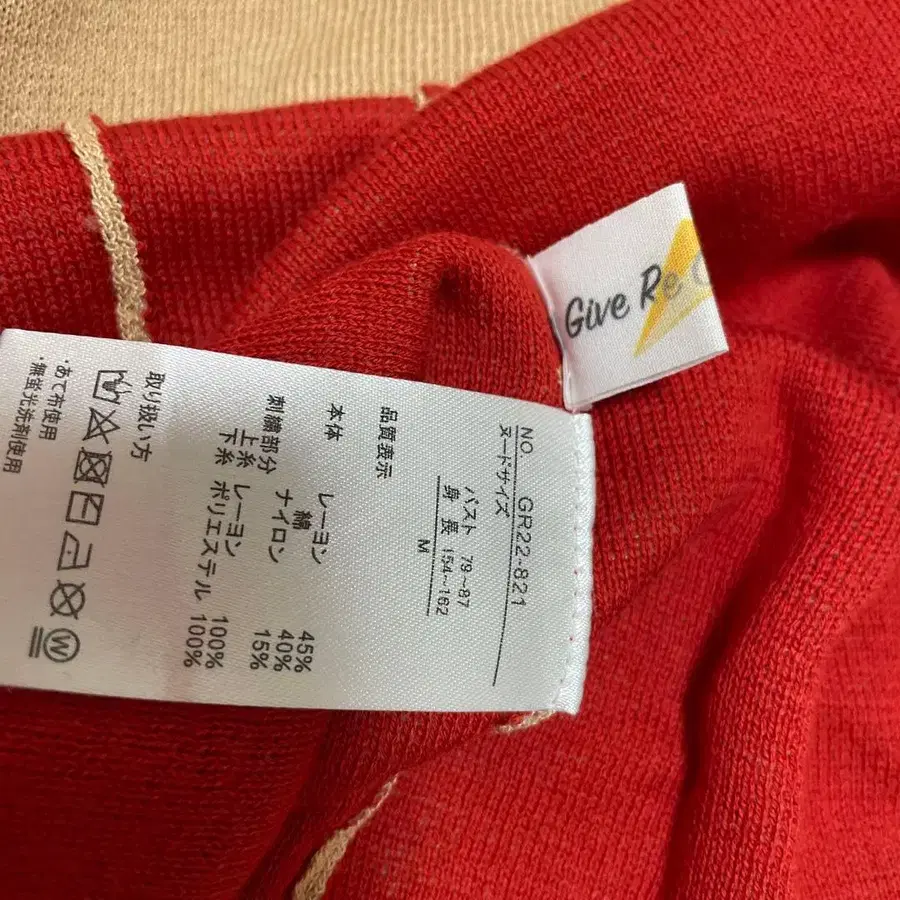 Give Re
NO. GR22-821
ヌードサイズ
バスト 79~87
身 長 154~162
M
品質表示
本体 レーヨン 45%
綿 40%
ナイロン 15%
刺繍部分
上糸 レーヨン 100%
下糸 ポリエステル 100%
取り扱い方
W
・あて布使用
・無蛍光洗剤使用